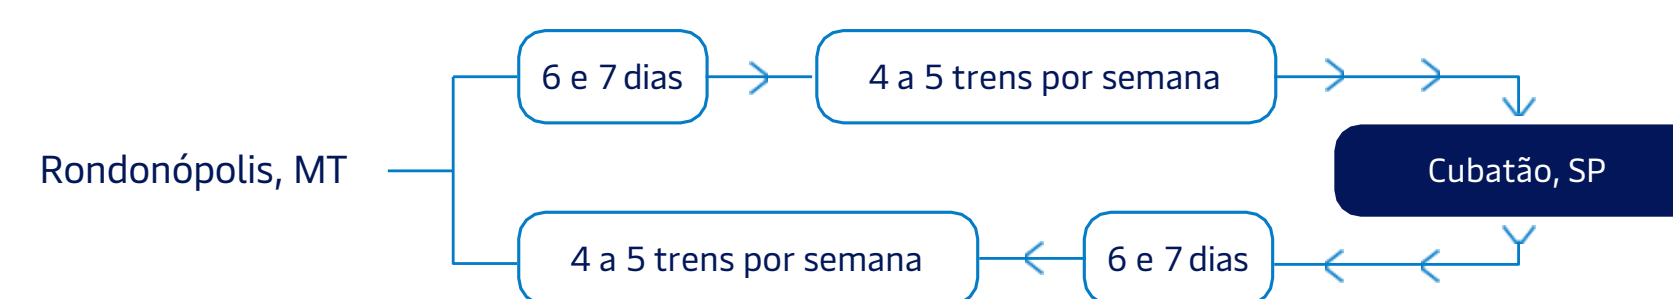 6 e 7 dias
4 a 5 trens por semana
Rondonópolis, MT
Cubatão, SP
4 a 5 trens por semana
6 e 7 dias